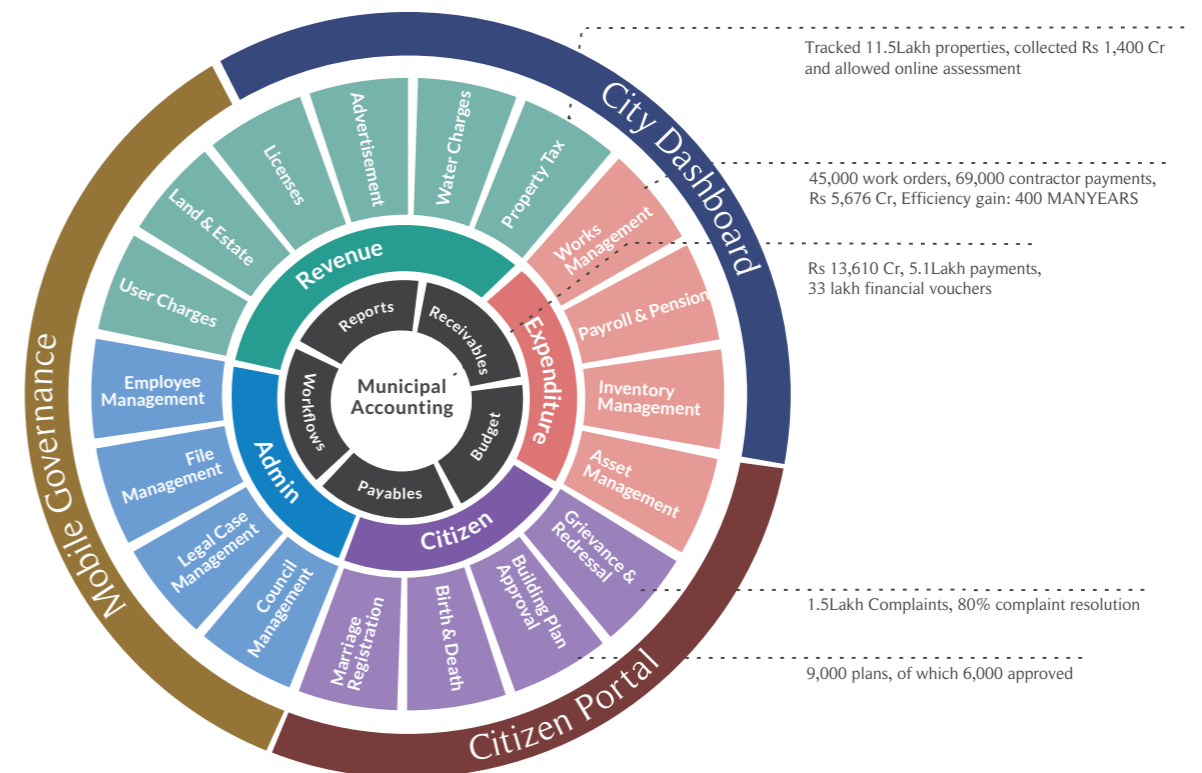 City Dashboard
Mobile Governance
Citizen Portal
Revenue
User Charges
Land & Estate
Licenses
Advertisement
Water Charges
Property Tax
Expenditure
Works
Management
Payroll & Pension
Inventory
Management
Asset
Management
Citizen
Grievance &
Redressal
Building Plan
Approval
Birth & Death
Marriage
Registration
Admin
Council
Management
Legal Case
Management
File
Management
Employee
Management
Reports
Receivables
Budget
Payables
Workflows
Municipal
Accounting
Tracked 11.5Lakh properties, collected Rs 1,400 Cr
and allowed online assessment
45,000 work orders, 69,000 contractor payments,
Rs 5,676 Cr, Efficiency gain: 400 MANYEARS
Rs 13,610 Cr, 5.1Lakh payments,
33 lakh financial vouchers
1.5Lakh Complaints, 80% complaint resolution
9,000 plans, of which 6,000 approved